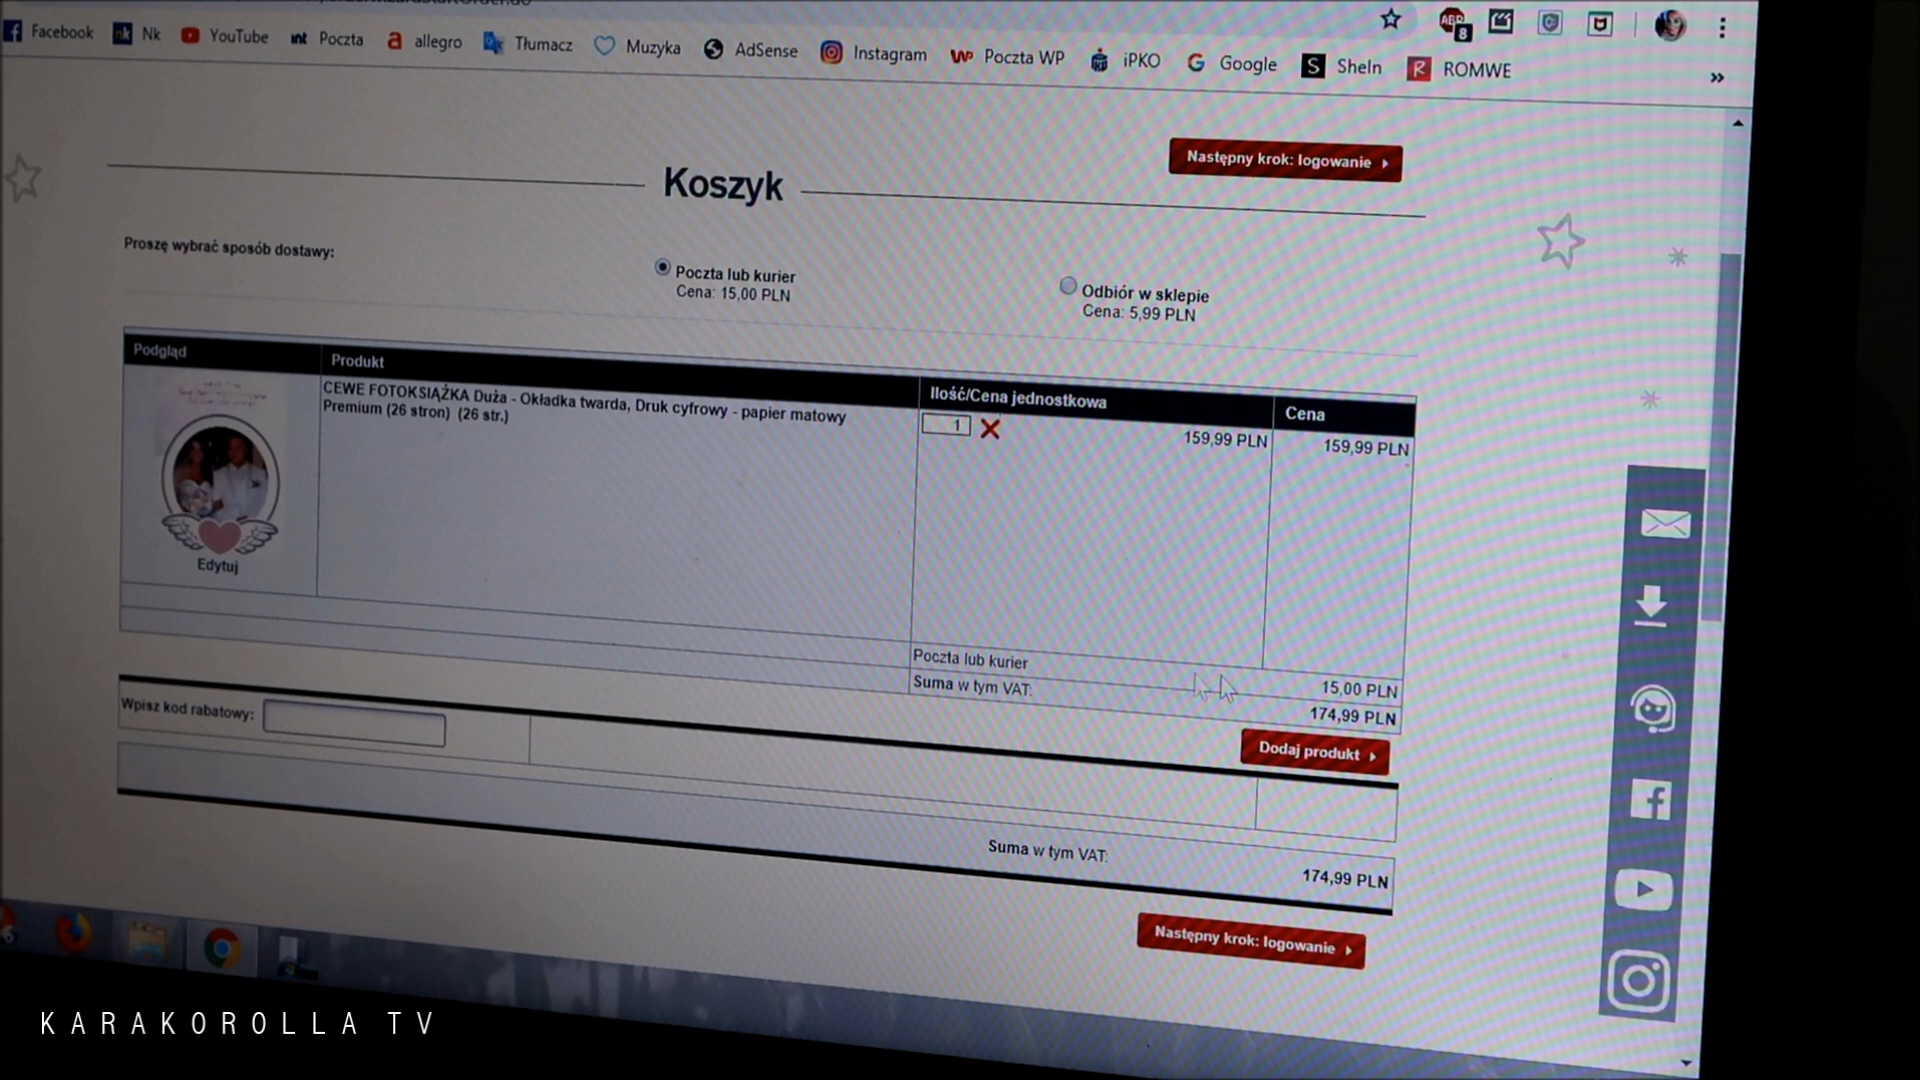 Facebook Nk YouTube Poczta allegro Tłumacz Muzyka AdSense Instagram Poczta WP iPKO Google SheIn ROMWE »
ABP 8
Następny krok: logowanie
Koszyk
Proszę wybrać sposób dostawy:
Poczta lub kurier
Cena: 15,00 PLN
Odbiór w sklepie
Cena: 5,99 PLN
Podgląd Produkt Ilość/Cena jednostkowa Cena
CEWE FOTOKSIĄŻKA Duża - Okładka twarda, Druk cyfrowy - papier matowy
Premium (26 stron) (26 str.)
1 159,99 PLN 159,99 PLN
Edytuj
Poczta lub kurier 15,00 PLN
Suma w tym VAT: 174,99 PLN
Wpisz kod rabatowy:
Dodaj produkt
Suma w tym VAT: 174,99 PLN
Następny krok: logowanie
KARAKOROLLA TV